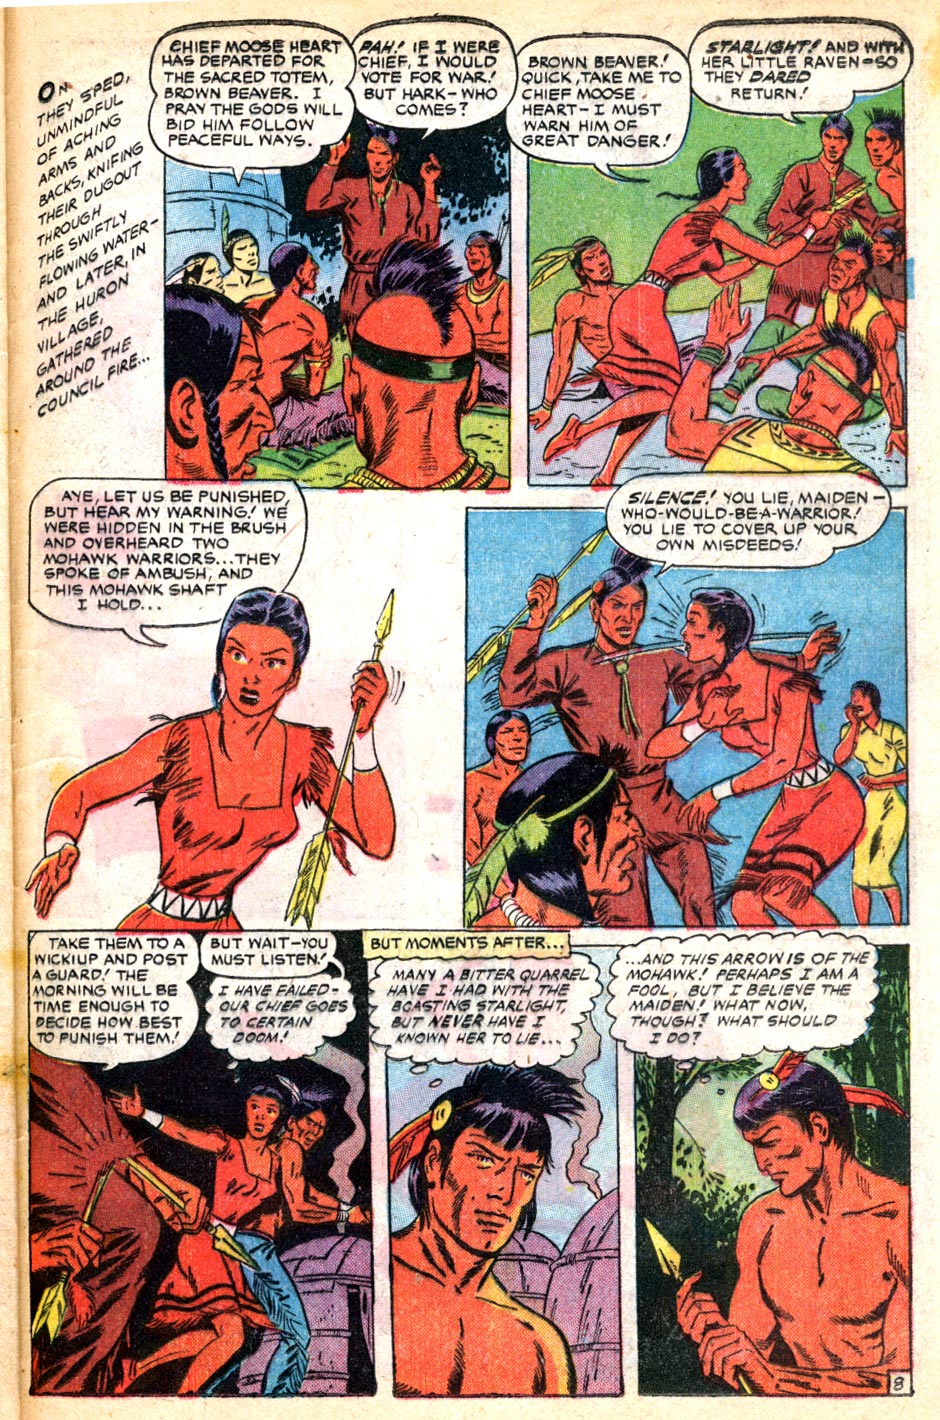 ON
THEY SPED,
UNMINDFUL
OF ACHING
ARMS AND
BACKS, KNIFING
THEIR DUGOUT
THROUGH
THE SWIFTLY
FLOWING WATER-
AND LATER, IN
THE HURON
VILLAGE,
GATHERED
AROUND THE
COUNCIL FIRE...
CHIEF MOOSE HEART
HAS DEPARTED FOR
THE SACRED TOTEM,
BROWN BEAVER. I
PRAY THE GODS WILL
BID HIM FOLLOW
PEACEFUL WAYS.
PAH! IF I WERE
CHIEF, I WOULD
VOTE FOR WAR!
BUT HARK-WHO
COMES?
BROWN BEAVER!
QUICK, TAKE ME TO
CHIEF MOOSE
HEART-I MUST
WARN HIM OF
GREAT DANGER!
STARLIGHT! AND WITH
HER LITTLE RAVEN-SO
THEY DARED
RETURN!
AYE, LET US BE PUNISHED,
BUT HEAR MY WARNING! WE
WERE HIDDEN IN THE BRUSH
AND OVERHEARD TWO
MOHAWK WARRIORS...THEY
SPOKE OF AMBUSH, AND
THIS MOHAWK SHAFT
I HOLD...
SILENCE! YOU LIE, MAIDEN-
WHO-WOULD-BE-A-WARRIOR!
YOU LIE TO COVER UP YOUR
OWN MISDEEDS!
TAKE THEM TO A
WICKIUP AND POST
A GUARD! THE
MORNING WILL BE
TIME ENOUGH TO
DECIDE HOW BEST
TO PUNISH THEM!
BUT WAIT-YOU
MUST LISTEN!
I HAVE FAILED-
OUR CHIEF GOES
TO CERTAIN
DOOM!
BUT MOMENTS AFTER...
MANY A BITTER QUARREL
HAVE I HAD WITH THE
BOASTING STARLIGHT,
BUT NEVER HAVE I
KNOWN HER TO LIE...
...AND THIS ARROW IS OF THE
MOHAWK! PERHAPS I AM A
FOOL, BUT I BELIEVE THE
MAIDEN! WHAT NOW,
THOUGH? WHAT SHOULD
I DO?
8